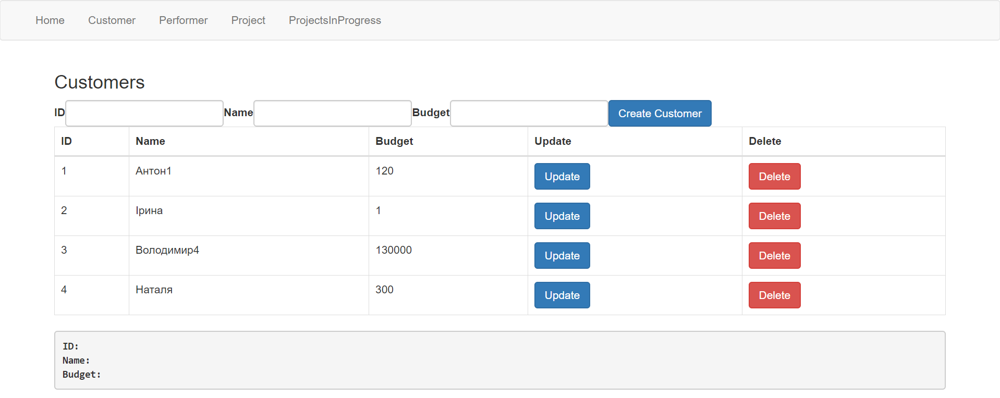 Home Customer Performer Project ProjectsInProgress
Customers
ID Name Budget Create Customer
ID Name Budget Update Delete
1 Антон1 120 Update Delete
2 Ірина 1 Update Delete
3 Володимир4 130000 Update Delete
4 Наталя 300 Update Delete
ID:
Name:
Budget: